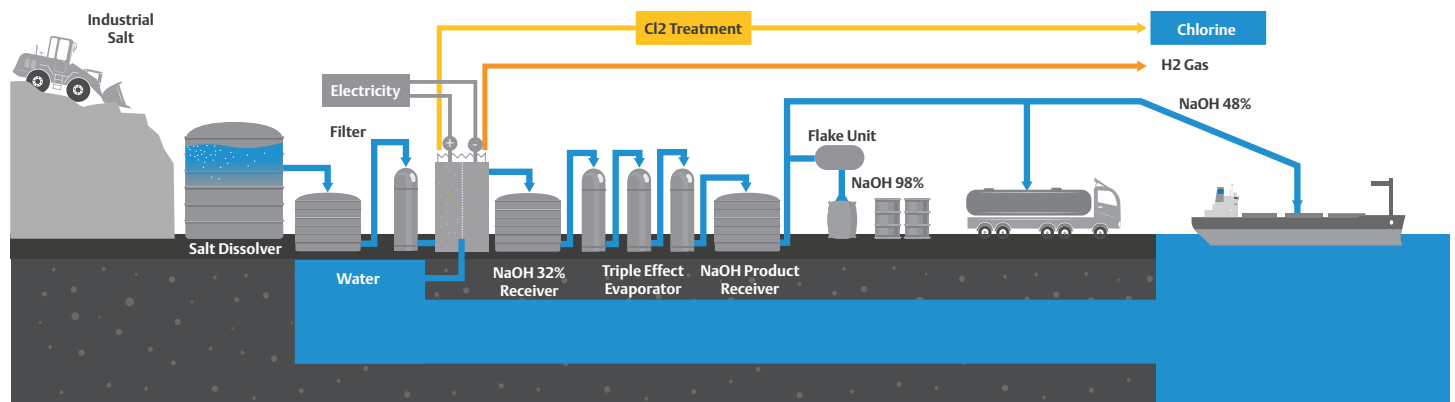 Industrial
Salt
Cl2 Treatment
Chlorine
H2 Gas
Electricity
NaOH 48%
Filter
Flake Unit
+
-
NaOH 98%
Salt Dissolver
Water
NaOH 32%
Receiver
Triple Effect
Evaporator
NaOH Product
Receiver